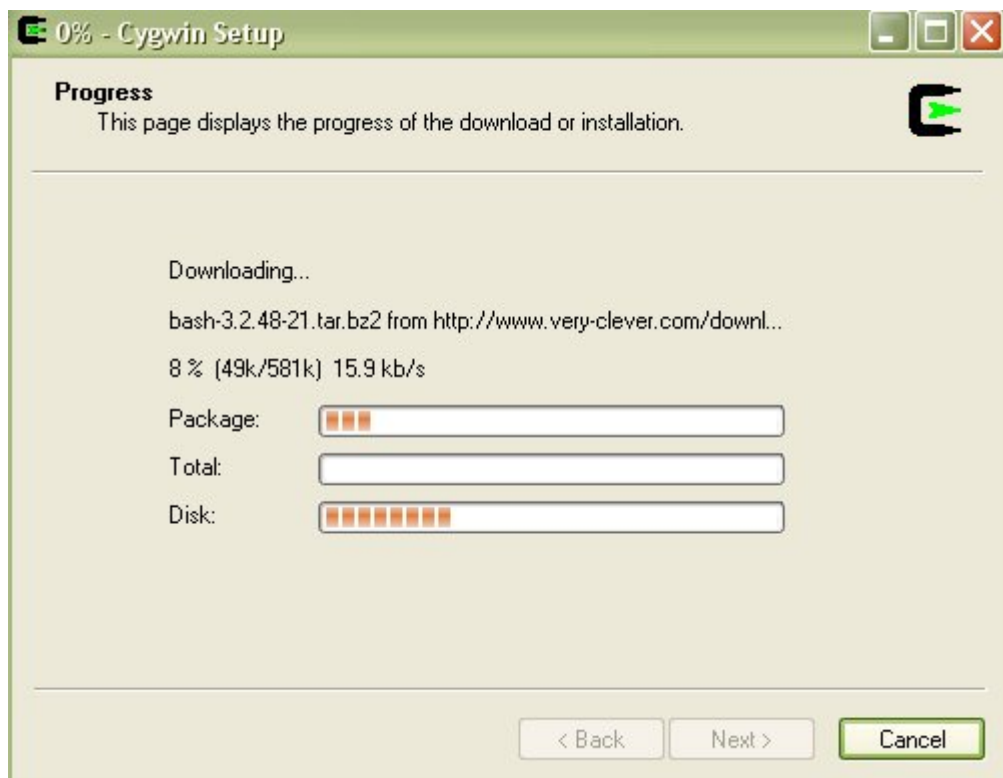 0% - Cygwin Setup
Progress
This page displays the progress of the download or installation.
Downloading...
bash-3.2.48-21.tar.bz2 from http://www.very-clever.com/downl...
8 % (49k/581k) 15.9 kb/s
Package:
Total:
Disk:
< Back Next > Cancel